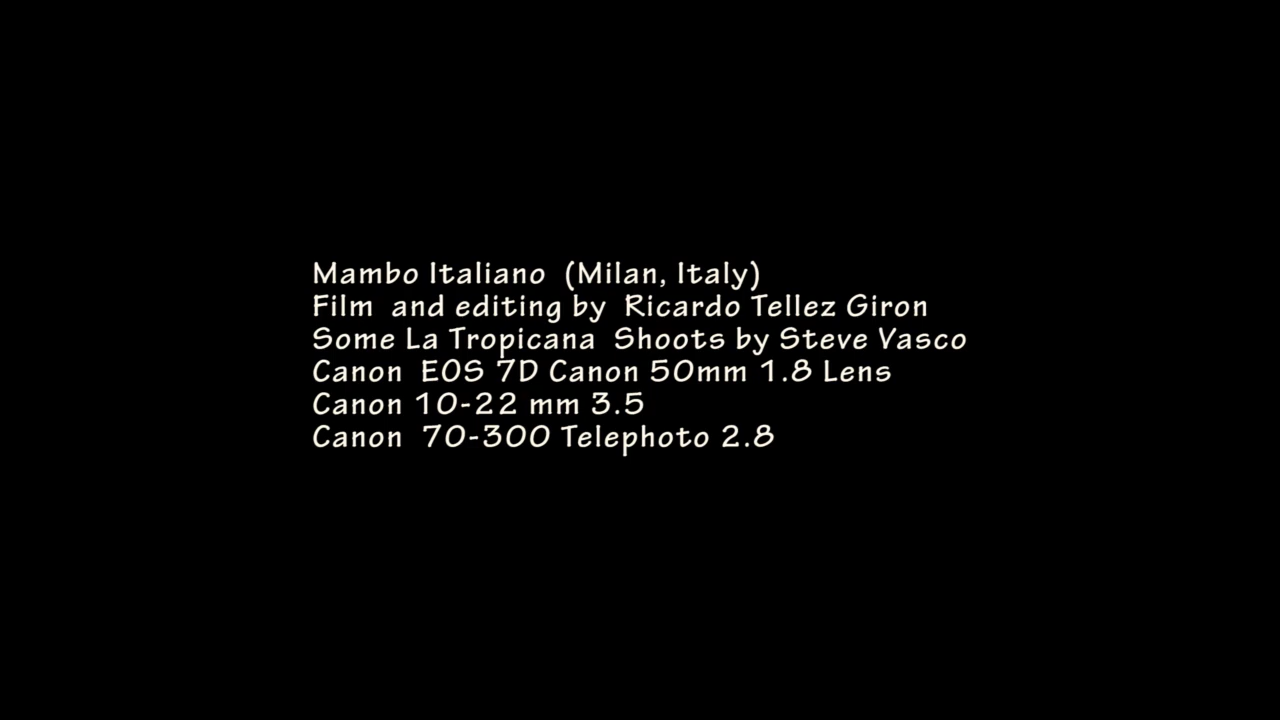 Mambo Italiano  (Milan, Italy)
Film  and editing by  Ricardo Tellez Giron
Some La Tropicana  Shoots by Steve Vasco
Canon  EOS 7D Canon 50mm 1.8 Lens
Canon 10-22 mm 3.5
Canon  70-300 Telephoto 2.8